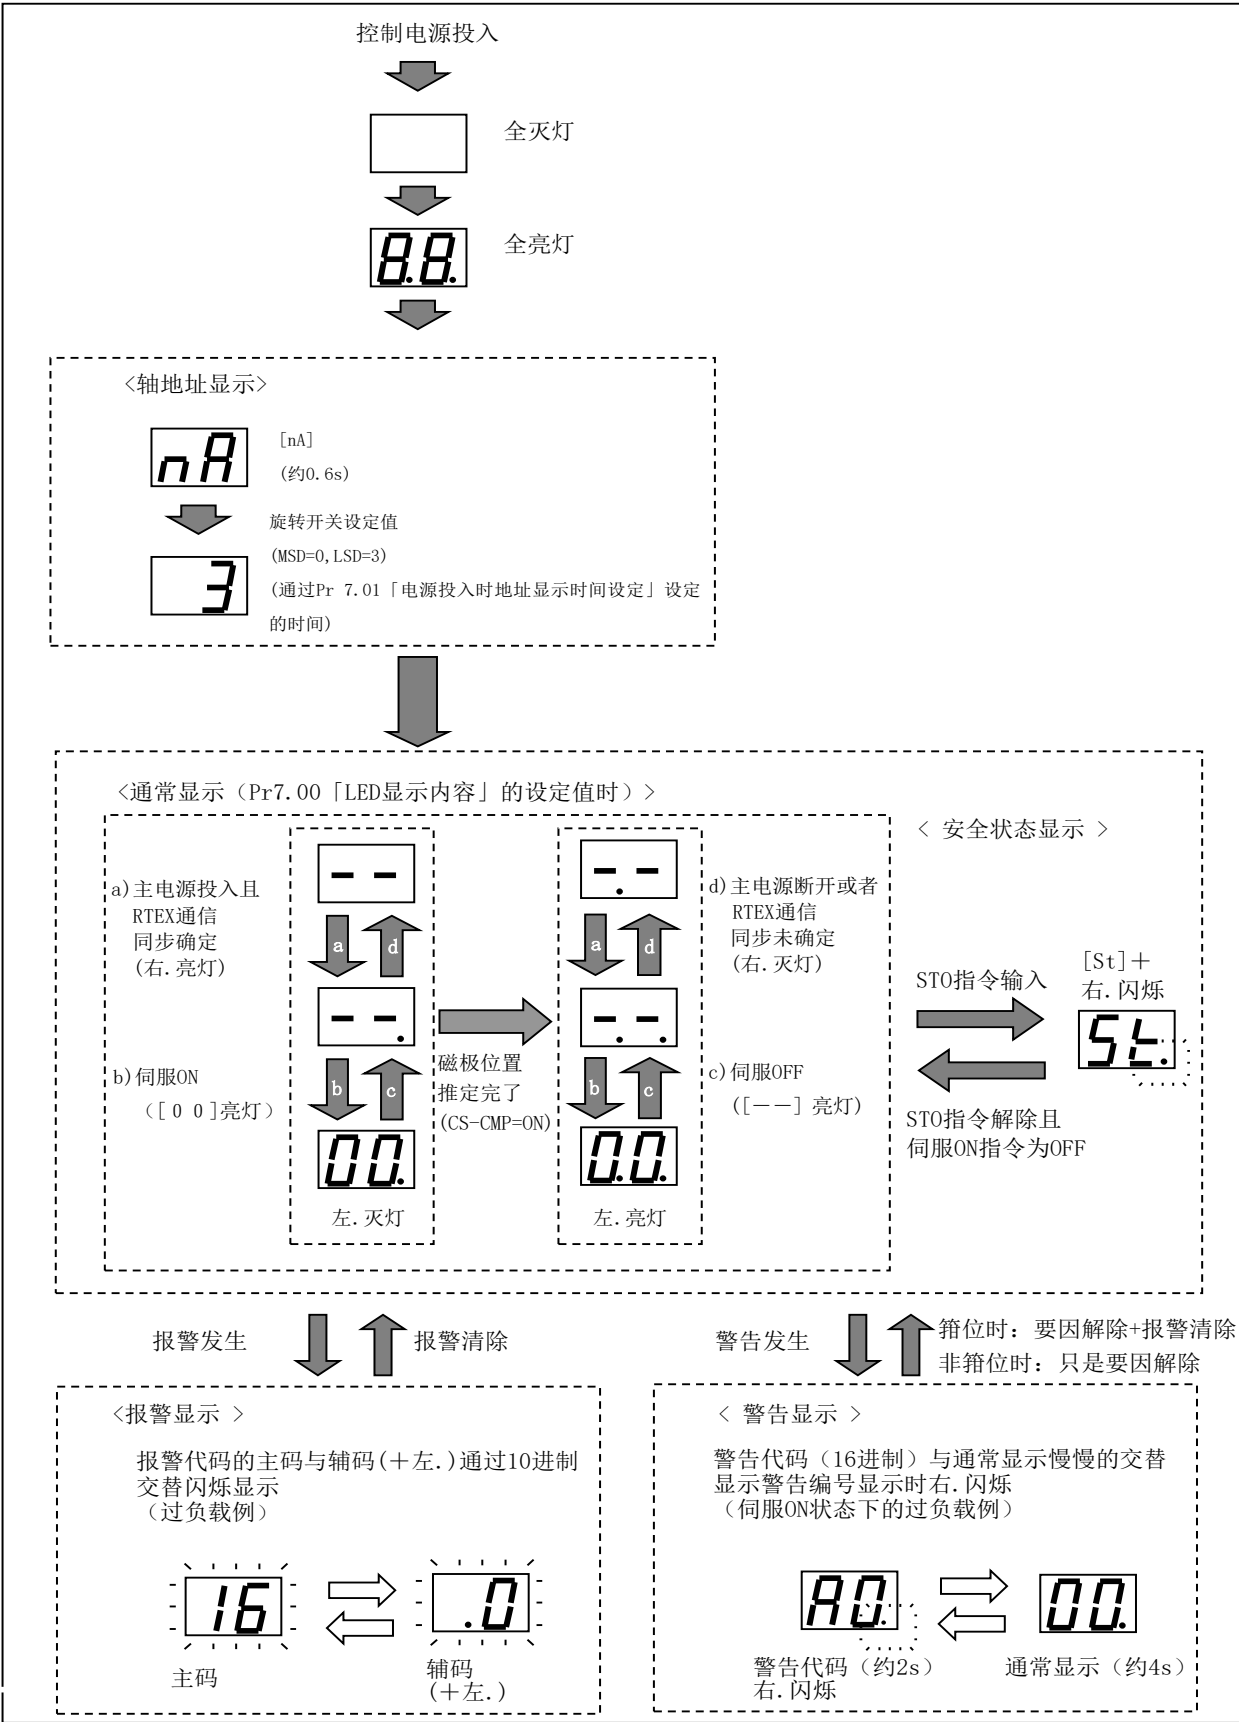 控制电源投入
全灭灯
8.8.
全亮灯
<轴地址显示>
nA
[nA]
(约0.6s)
旋转开关设定值
(MSD=0,LSD=3)
3
(通过Pr 7.01「电源投入时地址显示时间设定」设定
的时间)
<通常显示（Pr7.00「LED显示内容」的设定值时）>
a)主电源投入且
RTEX通信
同步确定
(右.亮灯)
b)伺服ON
（[ 0 0 ]亮灯）
- -
a
d
- -.
b
c
00.
左.灭灯
磁极位置
推定完了
(CS-CMP=ON)
-.-
a
d
-.-.
b
c
0.0.
左.亮灯
d)主电源断开或者
RTEX通信
同步未确定
(右.灭灯)
c)伺服OFF
([－－] 亮灯)
< 安全状态显示 >
STO指令输入
[St]＋
右.闪烁
St.
STO指令解除且
伺服ON指令为OFF
报警发生
报警清除
警告发生
箝位时：要因解除+报警清除
非箝位时：只是要因解除
<报警显示 >
报警代码的主码与辅码(＋左.)通过10进制
交替闪烁显示
（过负载例）
16
.0
主码
辅码
(＋左.)
< 警告显示 >
警告代码（16进制）与通常显示慢慢的交替
显示警告编号显示时右.闪烁
（伺服ON状态下的过负载例）
A0.
00.
警告代码（约2s）
右.闪烁
通常显示（约4s）